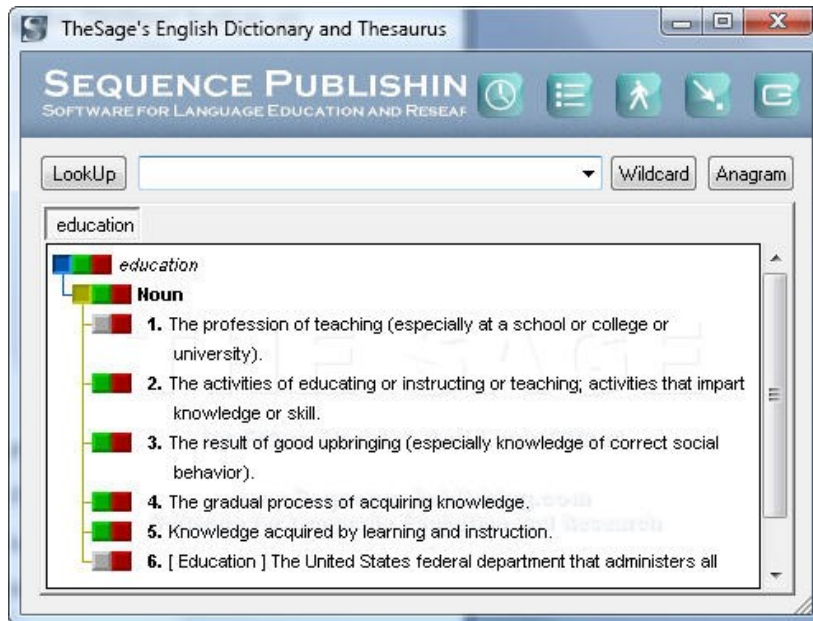 TheSage's English Dictionary and Thesaurus
SEQUENCE PUBLISHIN
SOFTWARE FOR LANGUAGE EDUCATION AND RESEAR
LookUp Wildcard Anagram
education
education
Noun
1. The profession of teaching (especially at a school or college or
university).
2. The activities of educating or instructing or teaching; activities that impart
knowledge or skill.
3. The result of good upbringing (especially knowledge of correct social
behavior).
4. The gradual process of acquiring knowledge.
5. Knowledge acquired by learning and instruction.
6. [ Education ] The United States federal department that administers all